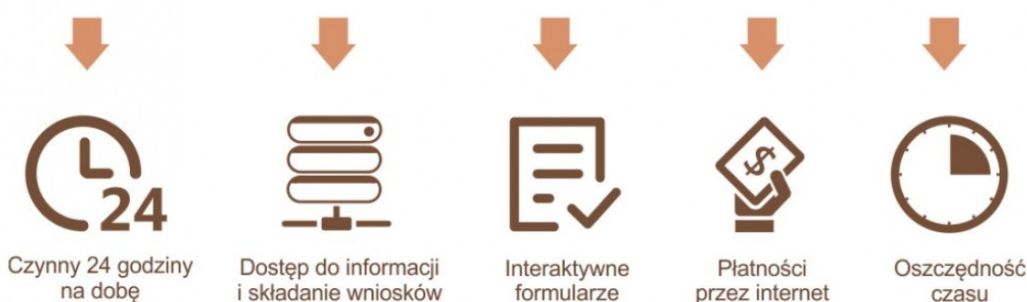 24
$
Czynny 24 godziny
na dobę
Dostęp do informacji
i składanie wniosków
Interaktywne
formularze
Płatności
przez internet
Oszczędność
czasu